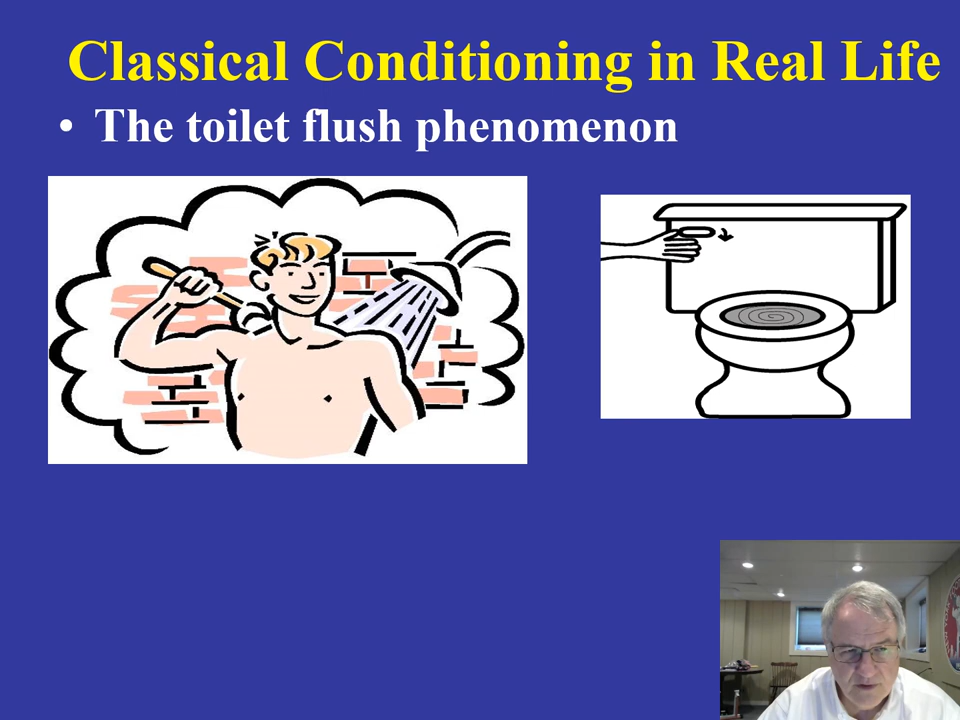 Classical Conditioning in Real Life
• The toilet flush phenomenon